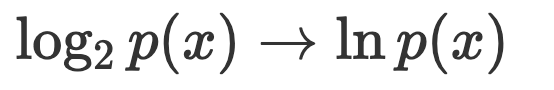 log₂ p(x) → ln p(x)